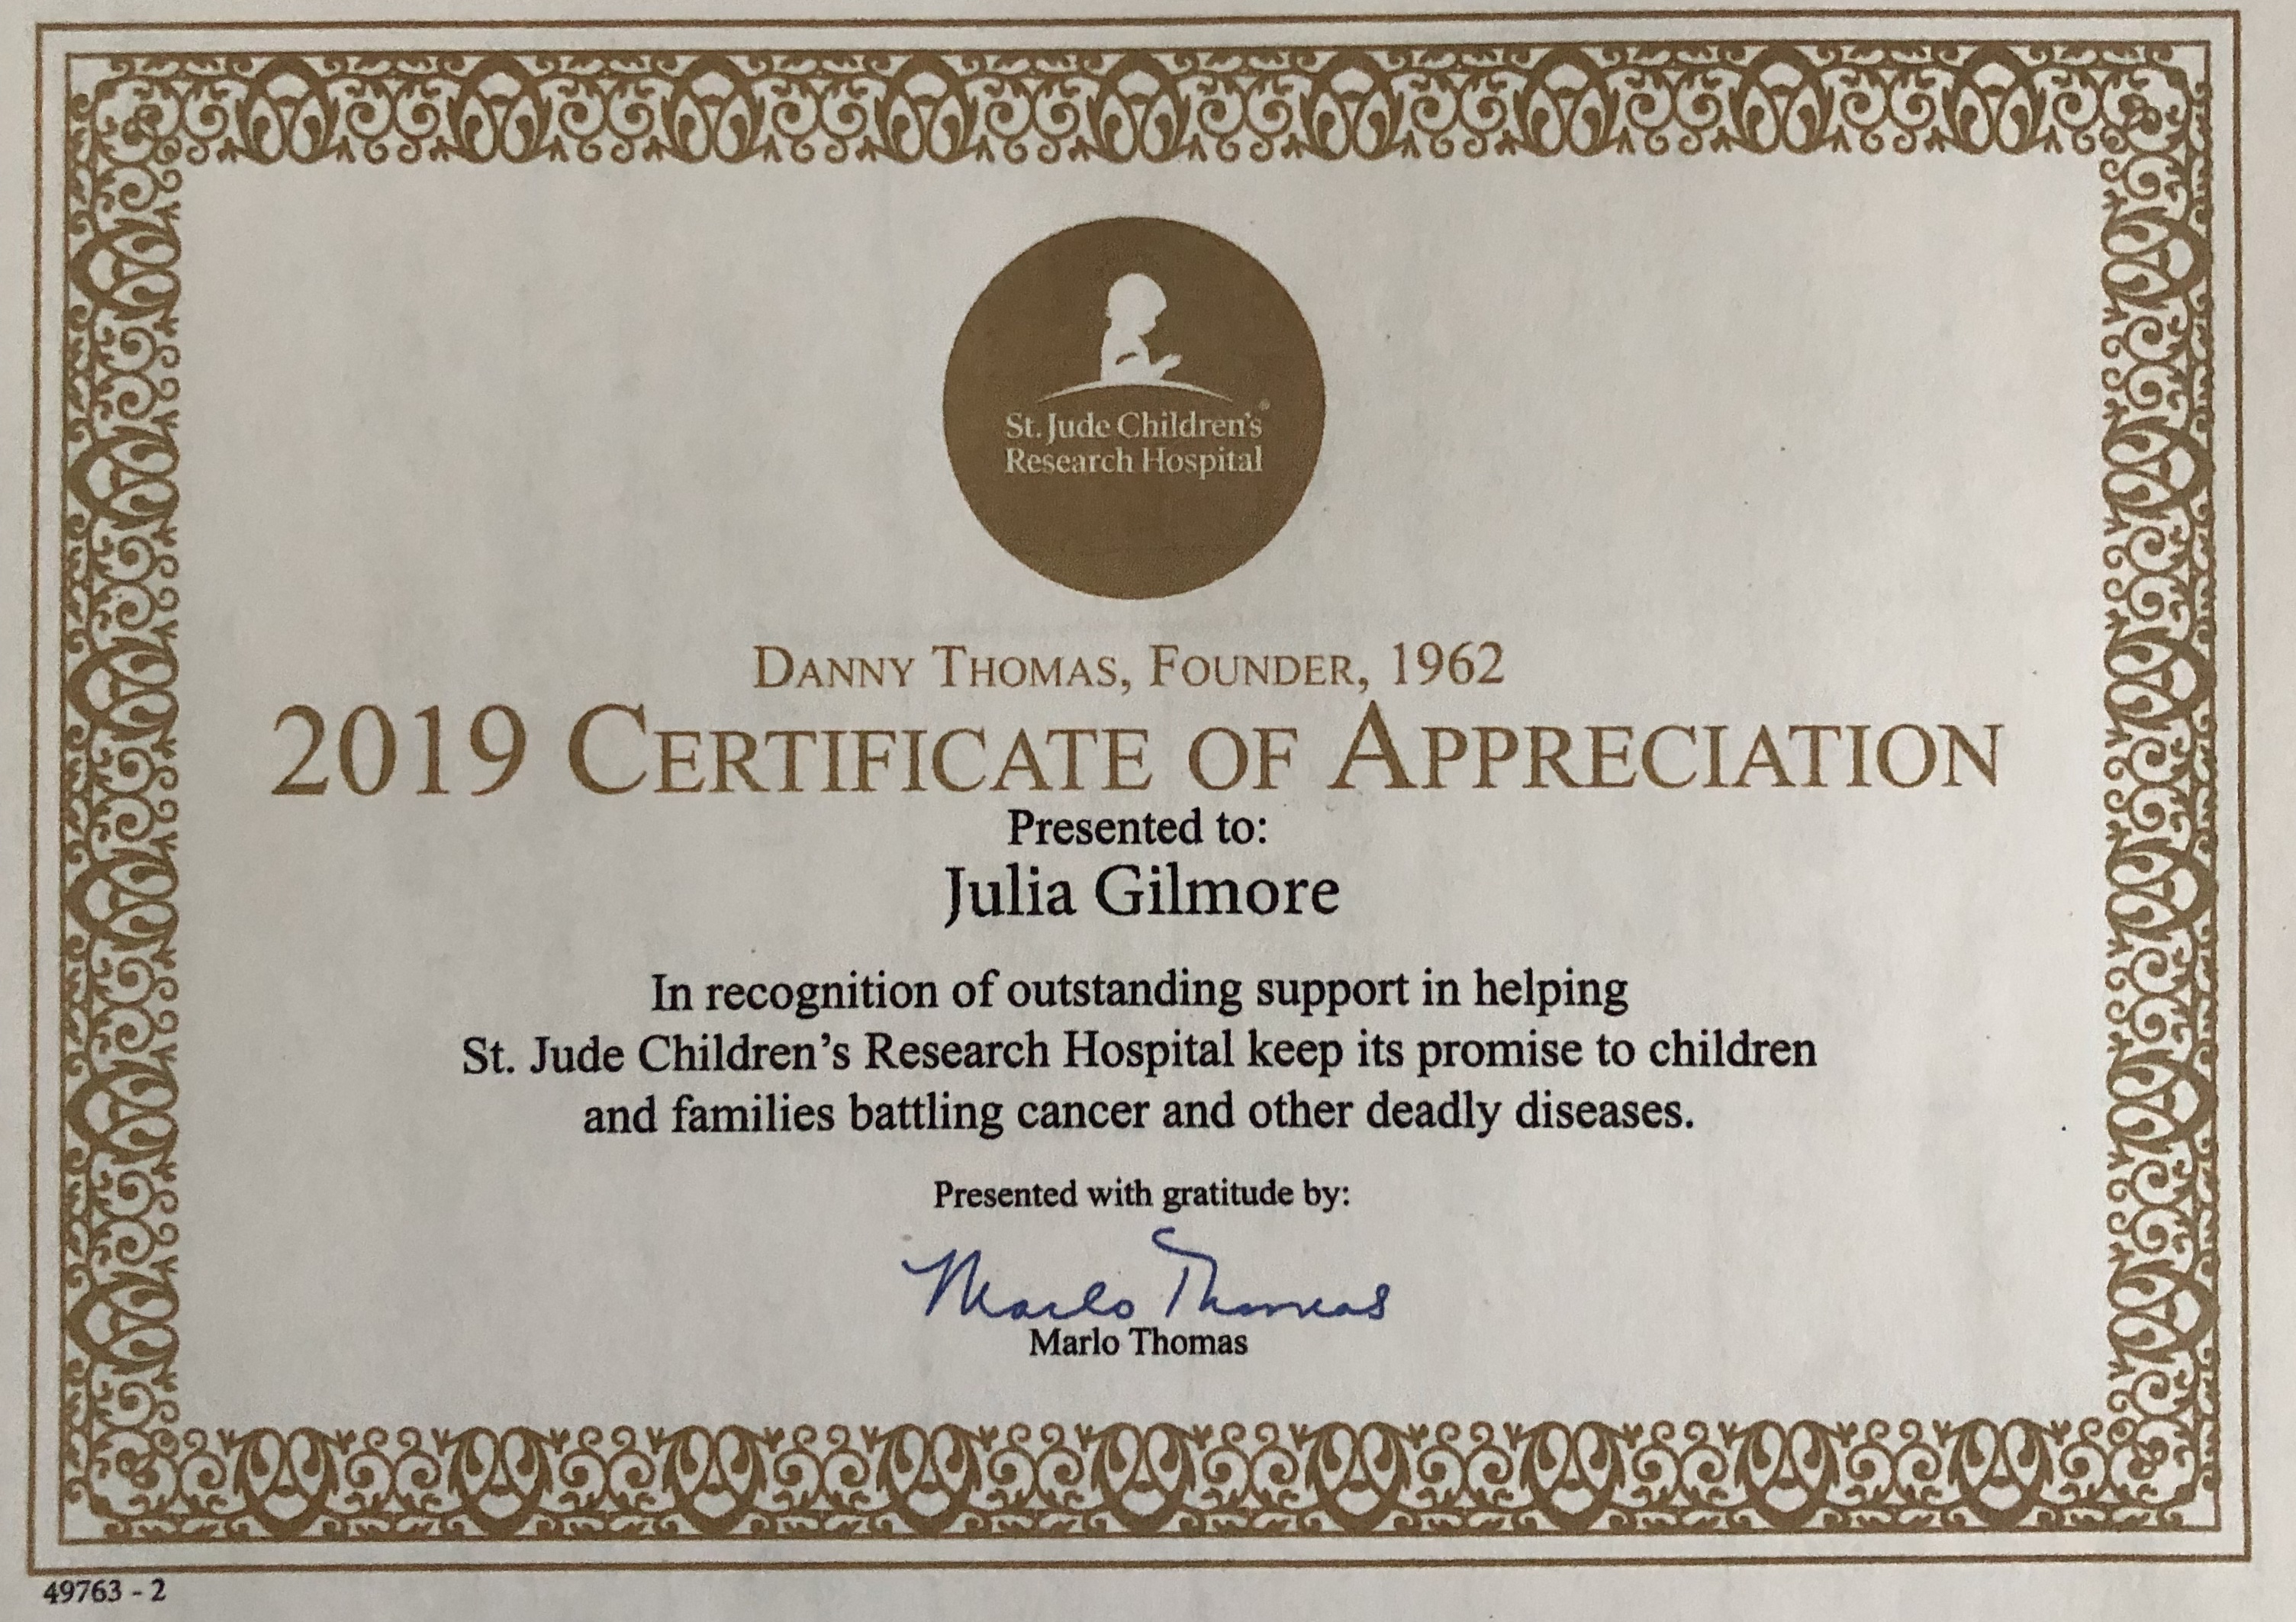 St. Jude Children's®
Research Hospital
Danny Thomas, Founder, 1962
2019 Certificate of Appreciation
Presented to:
Julia Gilmore
In recognition of outstanding support in helping
St. Jude Children’s Research Hospital keep its promise to children
and families battling cancer and other deadly diseases.
Presented with gratitude by:
Marlo Thomas
Marlo Thomas
49763 - 2